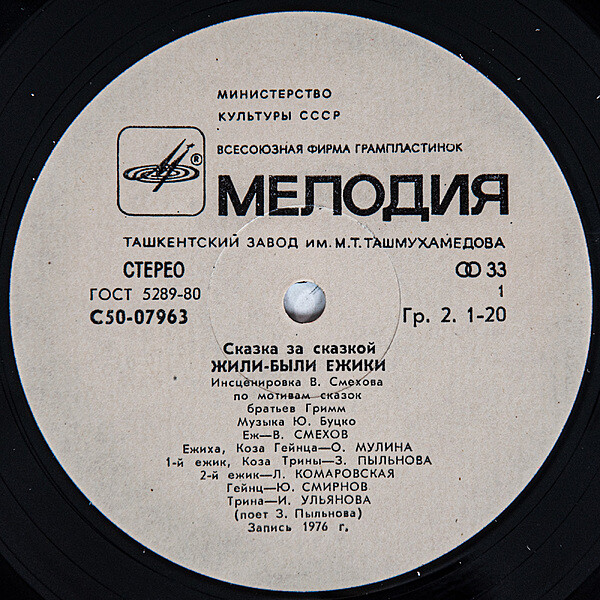 МИНИСТЕРСТВО
КУЛЬТУРЫ СССР
ВСЕСОЮЗНАЯ ФИРМА ГРАМПЛАСТИНОК
®
МЕЛОДИЯ
ТАШКЕНТСКИЙ ЗАВОД ИМ. М.Т. ТАШМУХАМЕДОВА
СТЕРЕО
33
ГОСТ 5289-80
1
С50-07963
Гр. 2. 1-20
Сказка за сказкой
ЖИЛИ-БЫЛИ ЕЖИКИ
Инсценировка В. Смехова
по мотивам сказок
братьев Гримм
Музыка Ю. Буцко
Еж—В. СМЕХОВ
Ежиха, Коза Гейнца—О. МУЛИНА
1-й ежик, Коза Трины—З. ПЫЛЬНОВА
2-й ежик—Л. КОМАРОВСКАЯ
Гейнц—Ю. СМИРНОВ
Трина—И. УЛЬЯНОВА
(поет З. Пыльнова)
Запись 1976 г.